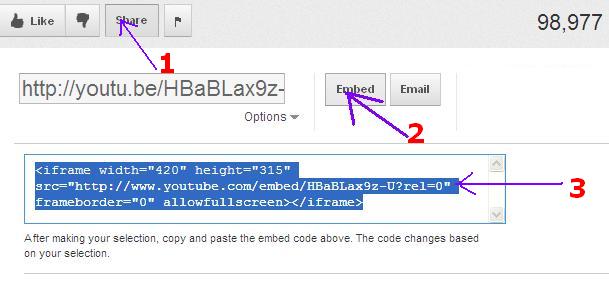 Like
Share
98,977
1
http://youtu.be/HBaBLax9z-
Embed
Email
Options
2
<iframe width="420" height="315"
src="http://www.youtube.com/embed/HBaBLax9z-U?rel=0"
frameborder="0" allowfullscreen></iframe>
3
After making your selection, copy and paste the embed code above. The code changes based
on your selection.